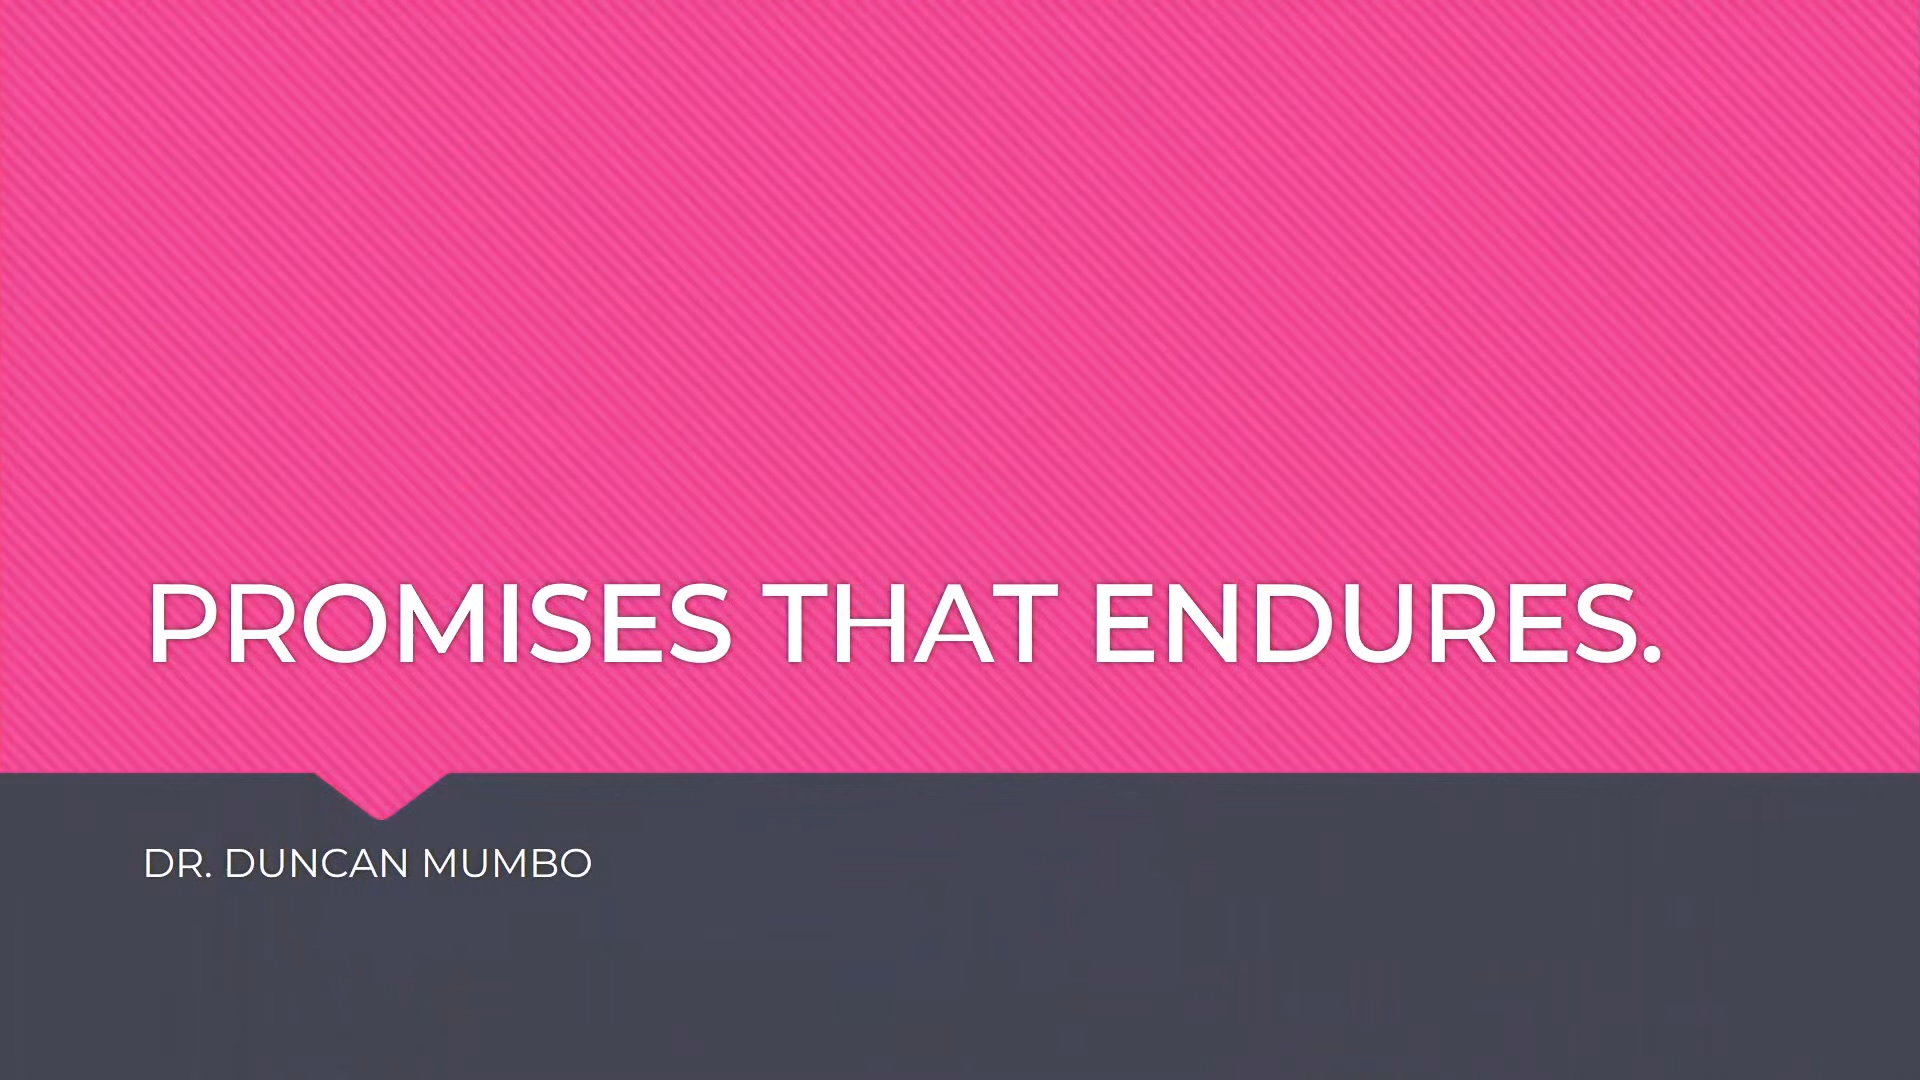 PROMISES THAT ENDURES.
DR. DUNCAN MUMBO